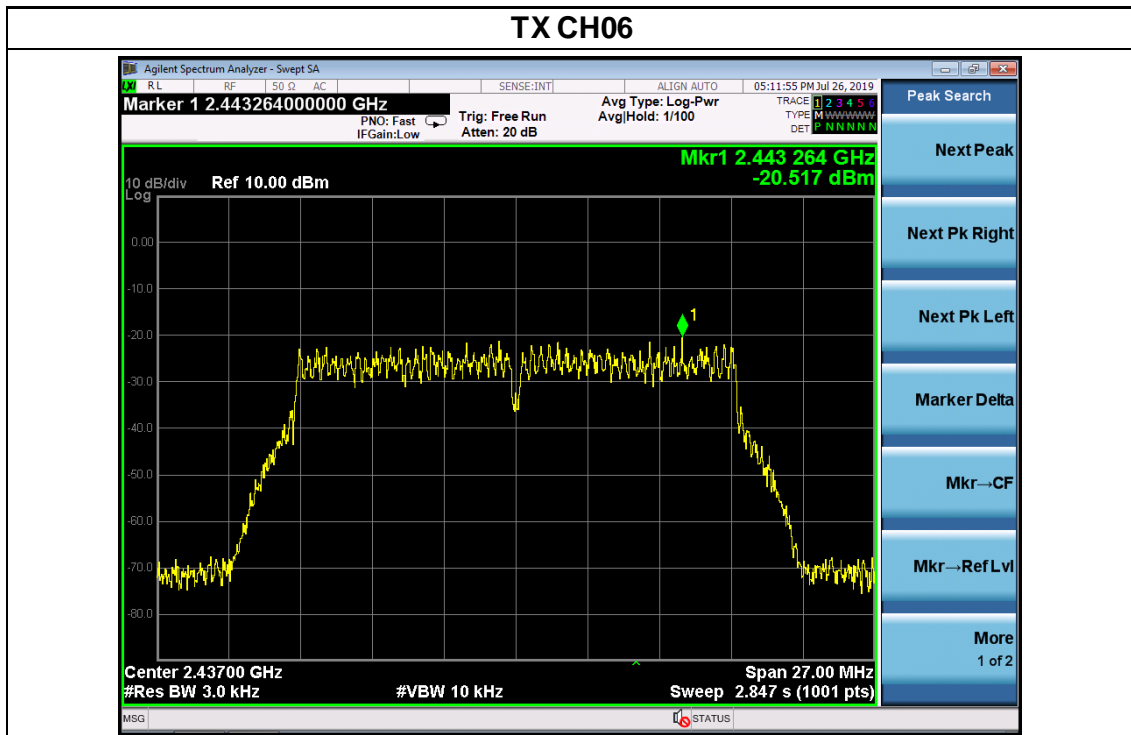 TX CH06
Agilent Spectrum Analyzer - Swept SA
LXI RL RF 50 Ω AC SENSE:INT ALIGN AUTO 05:11:55 PM Jul 26, 2019
Marker 1 2.443264000000 GHz
PNO: Fast
IFGain:Low
Trig: Free Run
Atten: 20 dB
Avg Type: Log-Pwr
Avg|Hold: 1/100
TRACE 1 2 3 4 5 6
TYPE M WWWWW
DET P N N N N N
Peak Search
Mkr1 2.443 264 GHz
-20.517 dBm
10 dB/div Ref 10.00 dBm
Log
0.00
-10.0
-20.0
-30.0
-40.0
-50.0
-60.0
-70.0
-80.0
1
Center 2.43700 GHz
Span 27.00 MHz
#Res BW 3.0 kHz
#VBW 10 kHz
Sweep 2.847 s (1001 pts)
MSG
STATUS
Next Peak
Next Pk Right
Next Pk Left
Marker Delta
Mkr→CF
Mkr→Ref Lvl
More
1 of 2